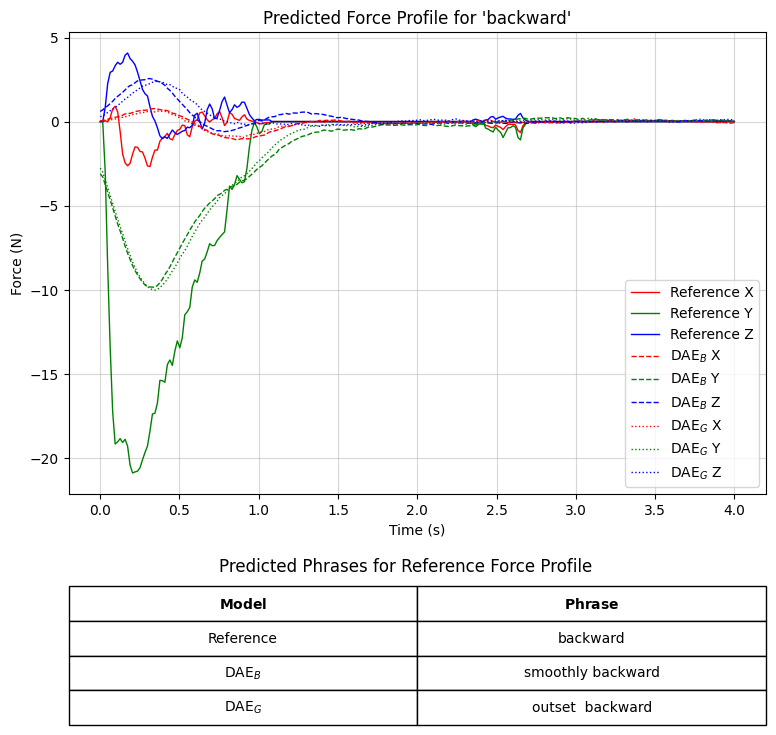 Predicted Force Profile for 'backward'
5
0
−5
−10
−15
−20
Force (N)
0.0 0.5 1.0 1.5 2.0 2.5 3.0 3.5 4.0
Time (s)
Reference X
Reference Y
Reference Z
DAE_B X
DAE_B Y
DAE_B Z
DAE_G X
DAE_G Y
DAE_G Z
Predicted Phrases for Reference Force Profile
Model Phrase
Reference backward
DAE_B smoothly backward
DAE_G outset  backward